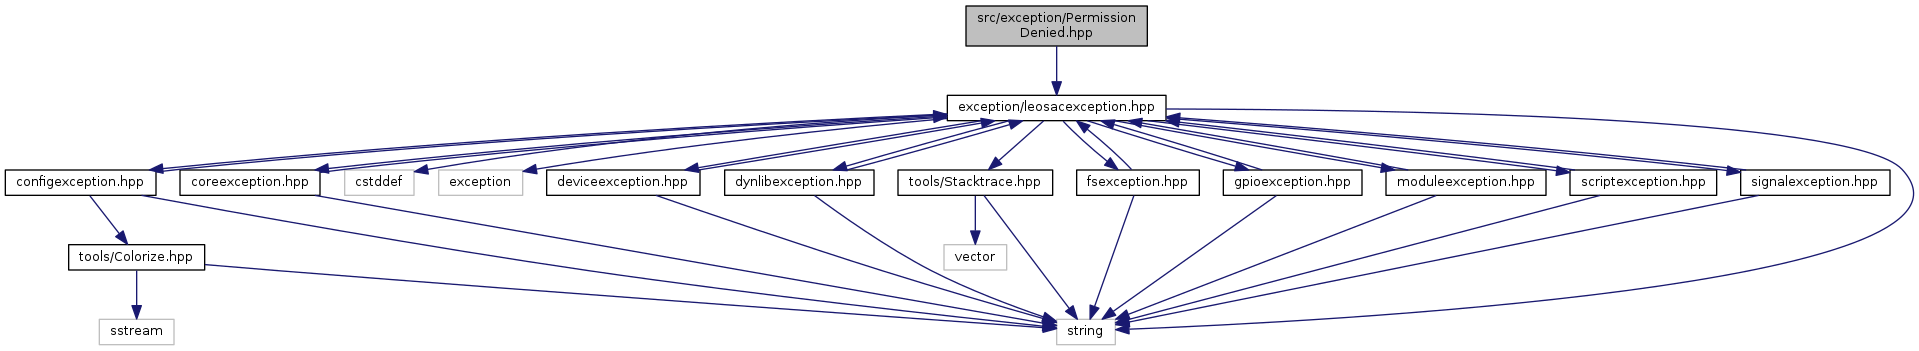 src/exception/Permission
Denied.hpp
exception/leosacexception.hpp
configexception.hpp
coreexception.hpp
cstddef
exception
deviceexception.hpp
dynlibexception.hpp
tools/Stacktrace.hpp
fsexception.hpp
gpioexception.hpp
moduleexception.hpp
scriptexception.hpp
signalexception.hpp
tools/Colorize.hpp
vector
sstream
string